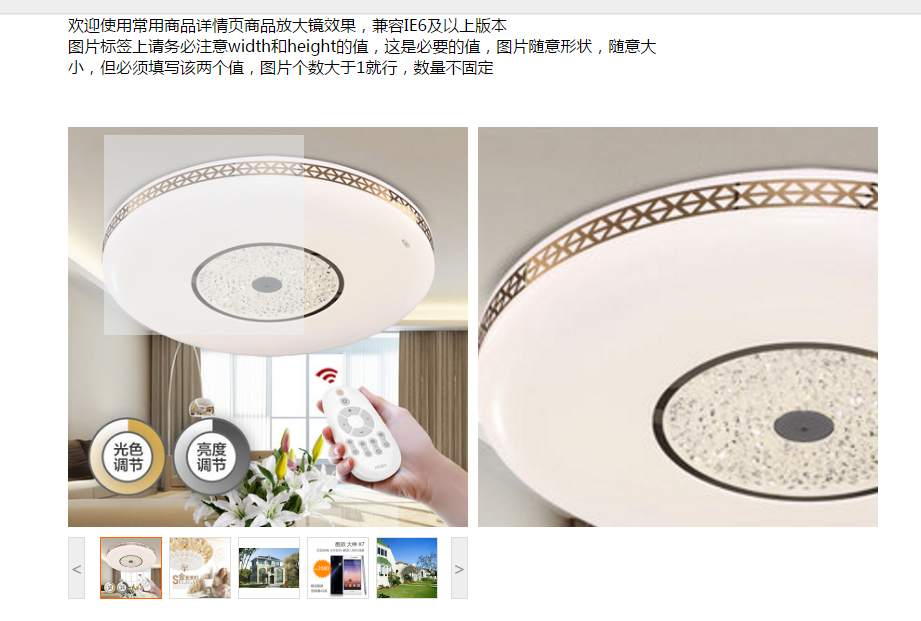 欢迎使用常用商品详情页商品放大镜效果，兼容IE6及以上版本
图片标签上请务必注意width和height的值，这是必要的值，图片随意形状，随意大
小，但必须填写该两个值，图片个数大于1就行，数量不固定
光色
调节
亮度
调节
<
>